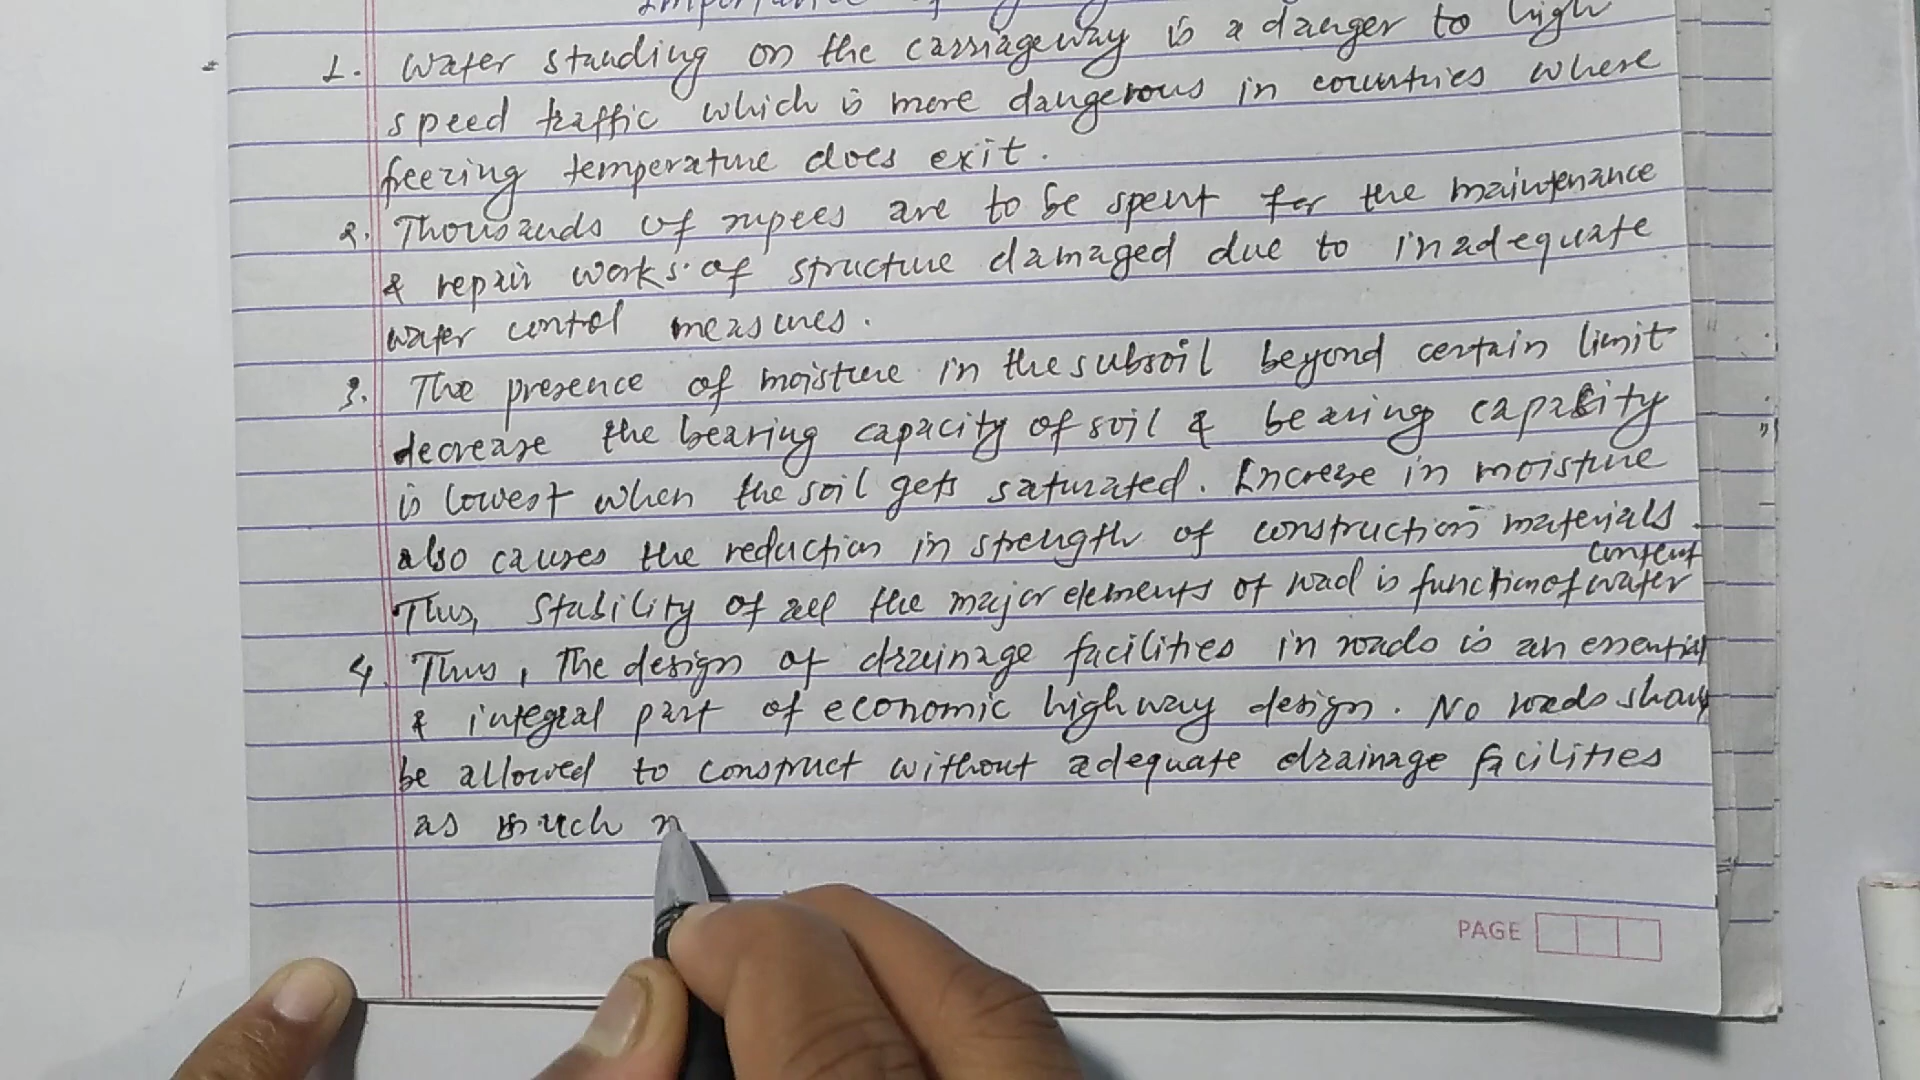 Importance of
1. Water standing on the carriageway is a danger to high
speed traffic which is more dangerous in countries where
freezing temperature does exit.
2. Thousands of rupees are to be spent for the maintenance
& repair works of structure damaged due to inadequate
water control measures.
3. The presence of moisture in the subsoil beyond certain limit
decrease the bearing capacity of soil & bearing capacity
is lowest when the soil gets saturated. Increase in moisture
also causes the reduction in strength of construction materials.
content
Thus, Stability of all the major elements of road is function of water
4. Thus, The design of drainage facilities in roads is an essential
& integral part of economic highway design. No roads should
be allowed to construct without adequate drainage facilities
as much
PAGE